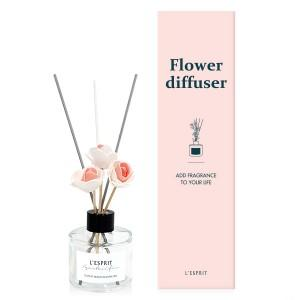 Flower
diffuser
ADD FRAGRANCE
TO YOUR LIFE
L'ESPRIT
L'ESPRIT